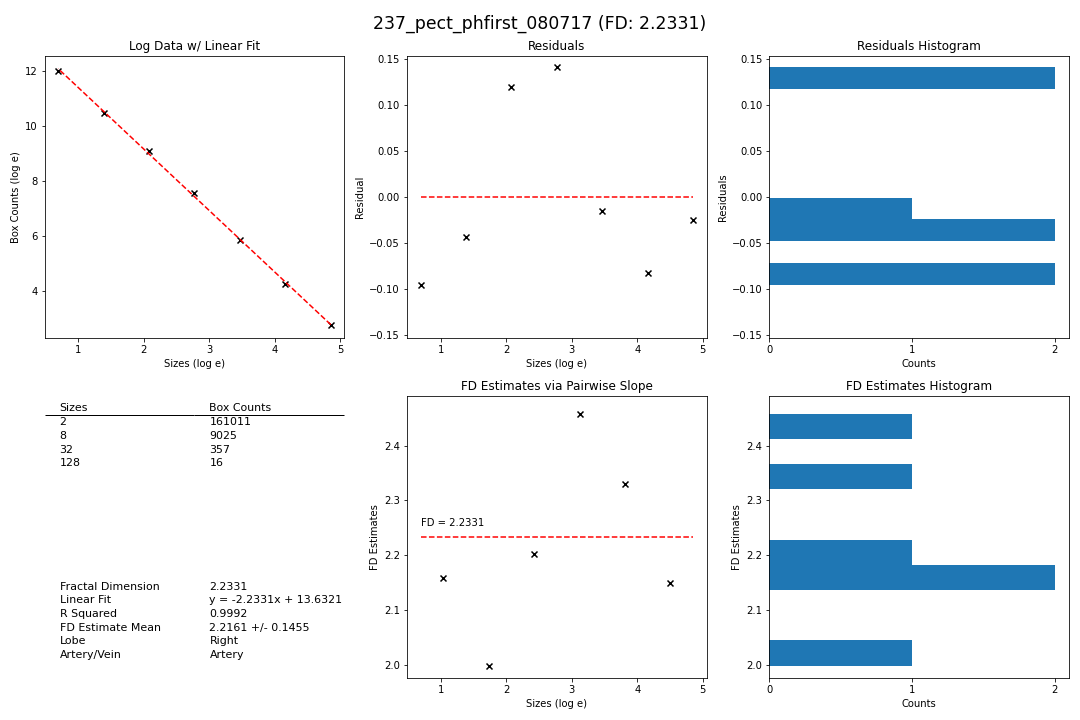 237_pect_phfirst_080717 (FD: 2.2331)
Log Data w/ Linear Fit
12
10
8
6
4
Box Counts (log e)
1 2 3 4 5
Sizes (log e)
Residuals
0.15
0.10
0.05
0.00
−0.05
−0.10
−0.15
Residual
1 2 3 4 5
Sizes (log e)
Residuals Histogram
0.15
0.10
0.05
0.00
−0.05
−0.10
−0.15
Residuals
0 1 2
Counts
Sizes Box Counts
2 161011
8 9025
32 357
128 16
Fractal Dimension 2.2331
Linear Fit y = -2.2331x + 13.6321
R Squared 0.9992
FD Estimate Mean 2.2161 +/- 0.1455
Lobe Right
Artery/Vein Artery
FD Estimates via Pairwise Slope
2.4
2.3
2.2
2.1
2.0
FD Estimates
FD = 2.2331
1 2 3 4 5
Sizes (log e)
FD Estimates Histogram
2.4
2.3
2.2
2.1
2.0
FD Estimates
0 1 2
Counts